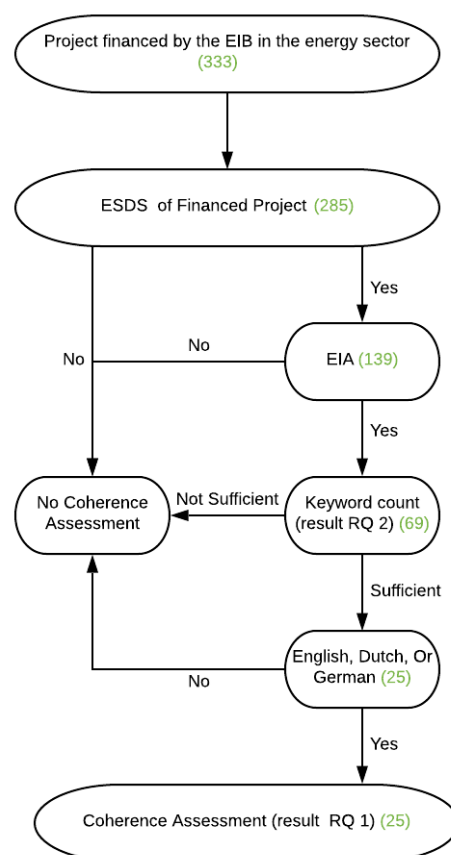 Project financed by the EIB in the energy sector
(333)
ESDS of Financed Project (285)
Yes
No
No
EIA (139)
Yes
No Coherence
Assessment
Not Sufficient
Keyword count
(result RQ 2) (69)
Sufficient
English, Dutch, Or
German (25)
No
Yes
Coherence Assessment (result RQ 1) (25)